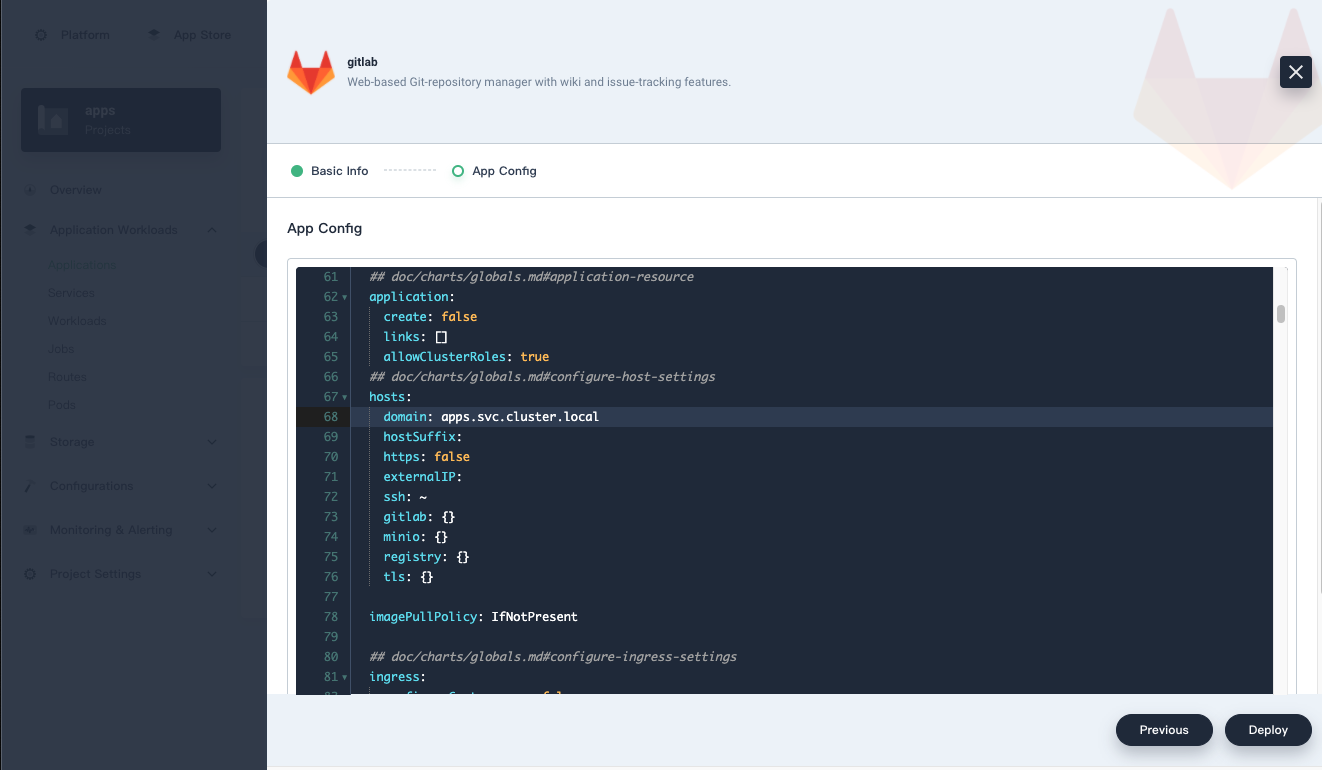 Platform
App Store
apps
Projects
Overview
Application Workloads
Applications
Services
Workloads
Jobs
Routes
Pods
Storage
Configurations
Monitoring & Alerting
Project Settings
gitlab
Web-based Git-repository manager with wiki and issue-tracking features.
Basic Info
App Config
App Config
61 ## doc/charts/globals.md#application-resource
62 application:
63 create: false
64 links: []
65 allowClusterRoles: true
66 ## doc/charts/globals.md#configure-host-settings
67 hosts:
68 domain: apps.svc.cluster.local
69 hostSuffix:
70 https: false
71 externalIP:
72 ssh: ~
73 gitlab: {}
74 minio: {}
75 registry: {}
76 tls: {}
77
78 imagePullPolicy: IfNotPresent
79
80 ## doc/charts/globals.md#configure-ingress-settings
81 ingress:
Previous
Deploy